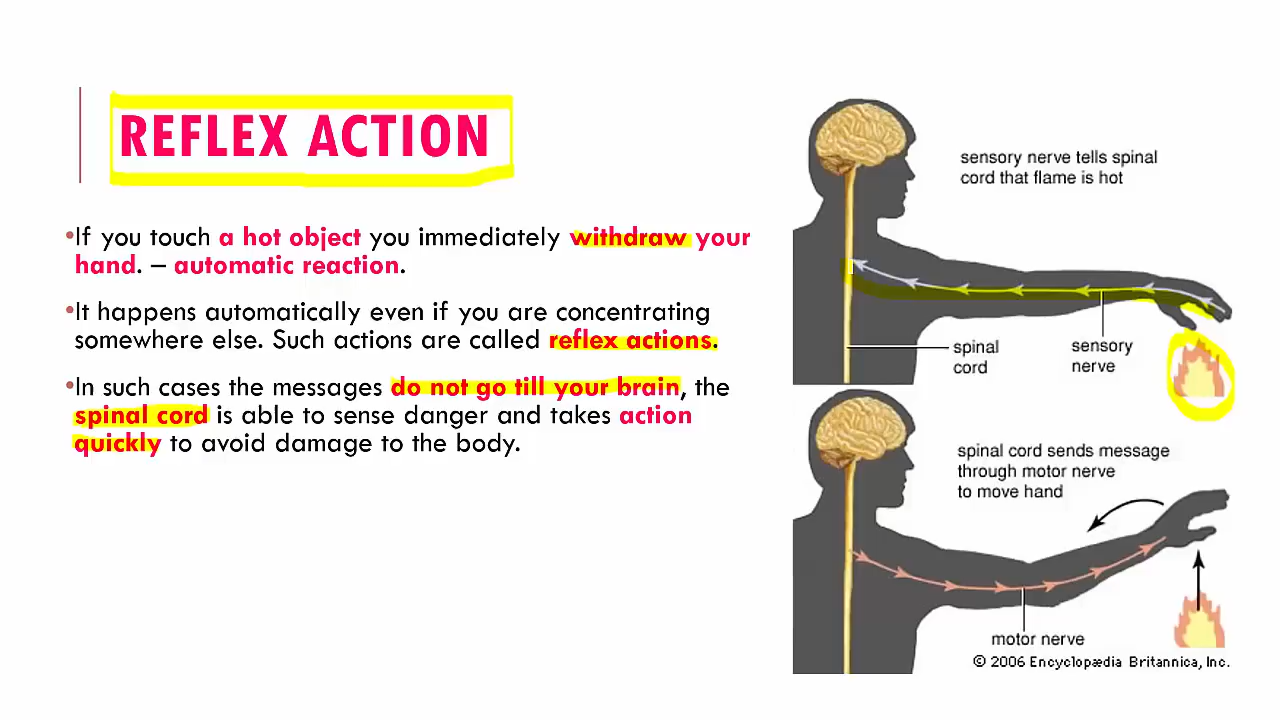 REFLEX ACTION
•If you touch a hot object you immediately withdraw your
hand. – automatic reaction.
•It happens automatically even if you are concentrating
somewhere else. Such actions are called reflex actions.
•In such cases the messages do not go till your brain, the
spinal cord is able to sense danger and takes action
quickly to avoid damage to the body.
sensory nerve tells spinal
cord that flame is hot
spinal
cord
sensory
nerve
spinal cord sends message
through motor nerve
to move hand
motor nerve
© 2006 Encyclopædia Britannica, Inc.